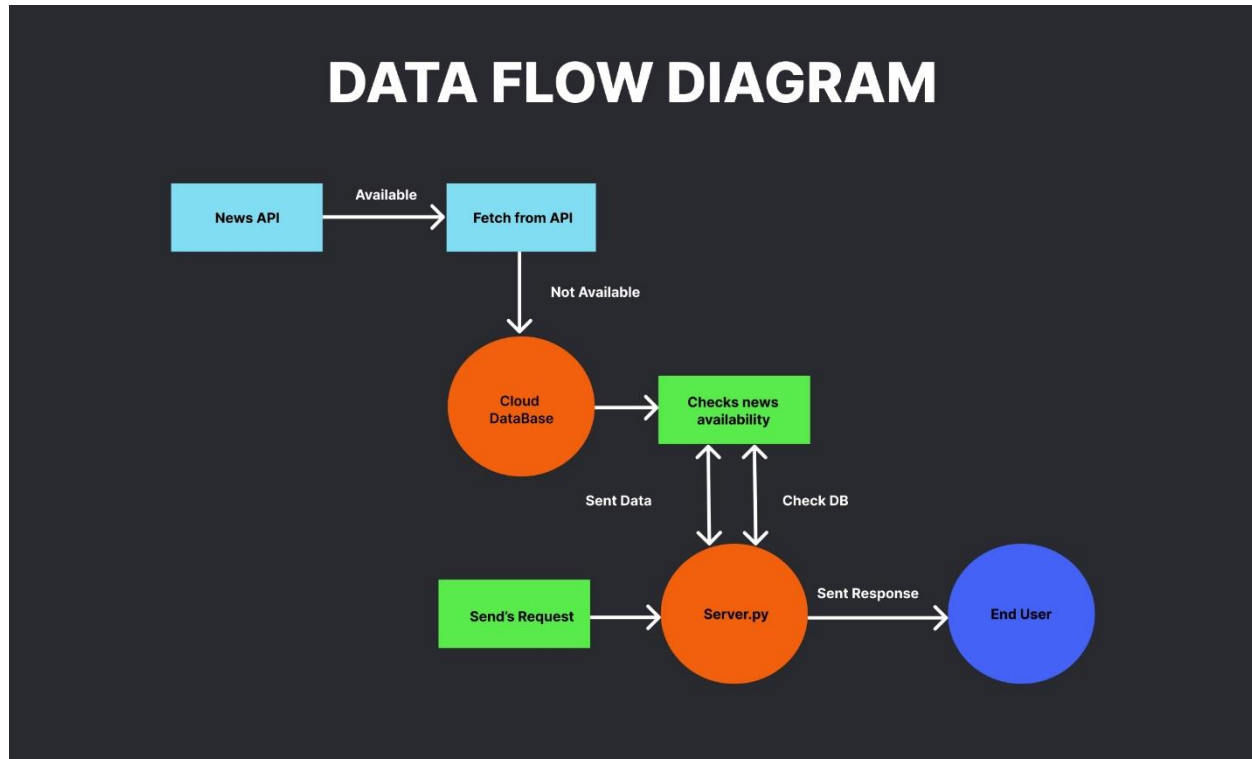 DATA FLOW DIAGRAM
Available
News API
Fetch from API
Not Available
Cloud
DataBase
Checks news
availability
Sent Data
Check DB
Send's Request
Server.py
Sent Response
End User